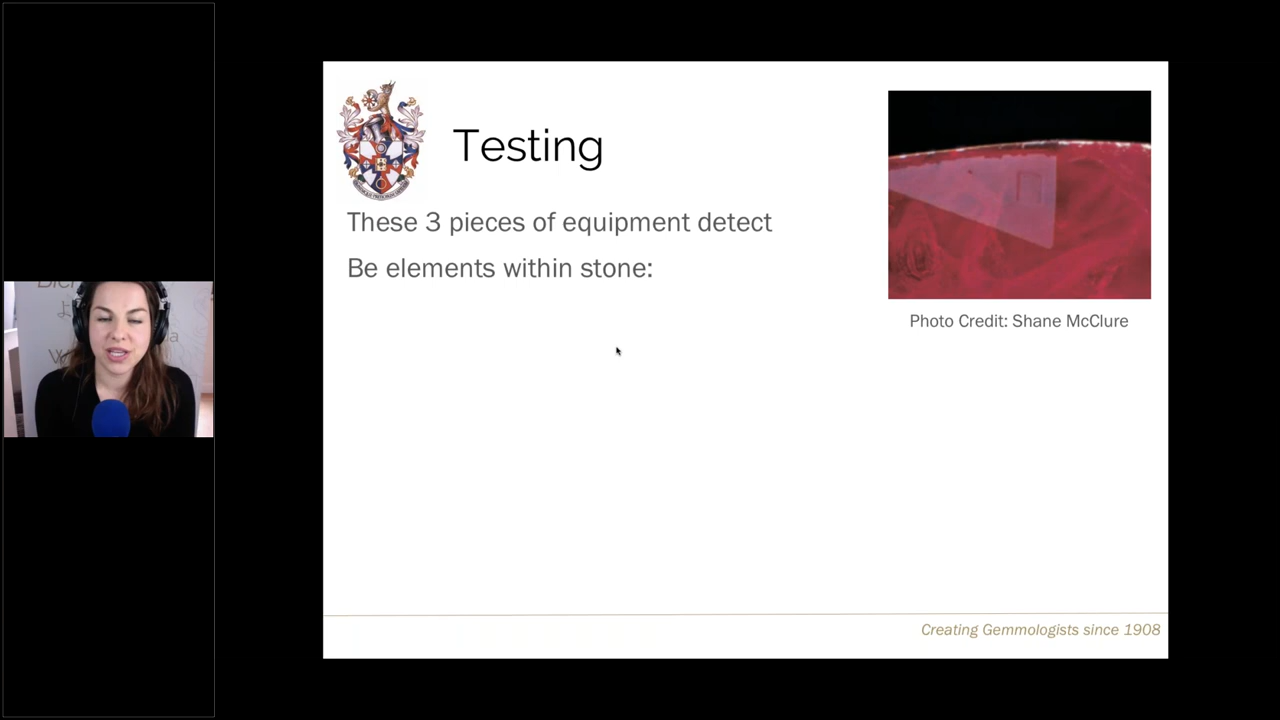 Testing
These 3 pieces of equipment detect
Be elements within stone:
Photo Credit: Shane McClure
Creating Gemmologists since 1908